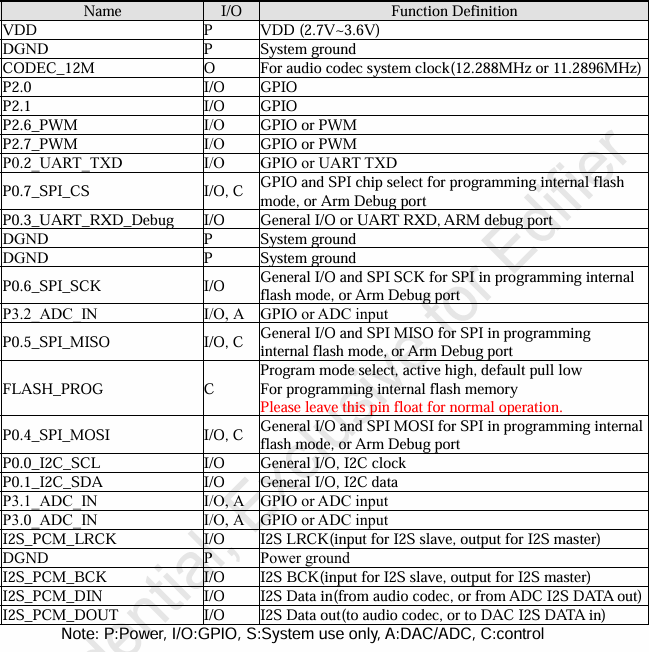 Name I/O Function Definition
VDD P VDD (2.7V~3.6V)
DGND P System ground
CODEC_12M O For audio codec system clock(12.288MHz or 11.2896MHz)
P2.0 I/O GPIO
P2.1 I/O GPIO
P2.6_PWM I/O GPIO or PWM
P2.7_PWM I/O GPIO or PWM
P0.2_UART_TXD I/O GPIO or UART TXD
P0.7_SPI_CS I/O, C GPIO and SPI chip select for programming internal flash
mode, or Arm Debug port
P0.3_UART_RXD_Debug I/O General I/O or UART RXD, ARM debug port
DGND P System ground
DGND P System ground
P0.6_SPI_SCK I/O General I/O and SPI SCK for SPI in programming internal
flash mode, or Arm Debug port
P3.2_ADC_IN I/O, A GPIO or ADC input
P0.5_SPI_MISO I/O, C General I/O and SPI MISO for SPI in programming
internal flash mode, or Arm Debug port
FLASH_PROG C Program mode select, active high, default pull low
For programming internal flash memory
Please leave this pin float for normal operation.
P0.4_SPI_MOSI I/O, C General I/O and SPI MOSI for SPI in programming internal
flash mode, or Arm Debug port
P0.0_I2C_SCL I/O General I/O, I2C clock
P0.1_I2C_SDA I/O General I/O, I2C data
P3.1_ADC_IN I/O, A GPIO or ADC input
P3.0_ADC_IN I/O, A GPIO or ADC input
I2S_PCM_LRCK I/O I2S LRCK(input for I2S slave, output for I2S master)
DGND P Power ground
I2S_PCM_BCK I/O I2S BCK(input for I2S slave, output for I2S master)
I2S_PCM_DIN I/O I2S Data in(from audio codec, or from ADC I2S DATA out)
I2S_PCM_DOUT I/O I2S Data out(to audio codec, or to DAC I2S DATA in)
Note: P:Power, I/O:GPIO, S:System use only, A:DAC/ADC, C:control
for Edifier